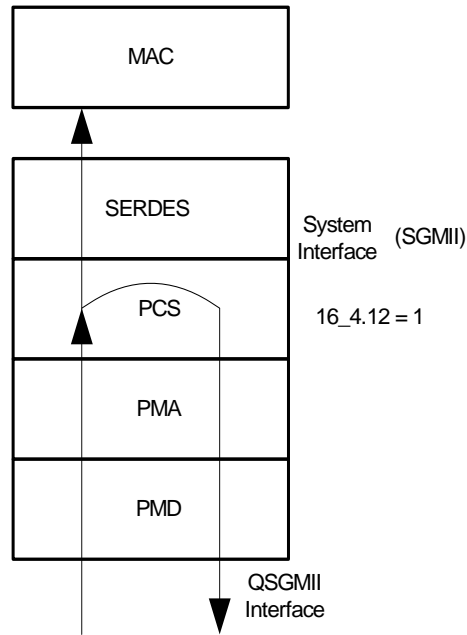 MAC
SERDES
System
Interface
(SGMII)
PCS
16_4.12 = 1
PMA
PMD
QSGMII
Interface